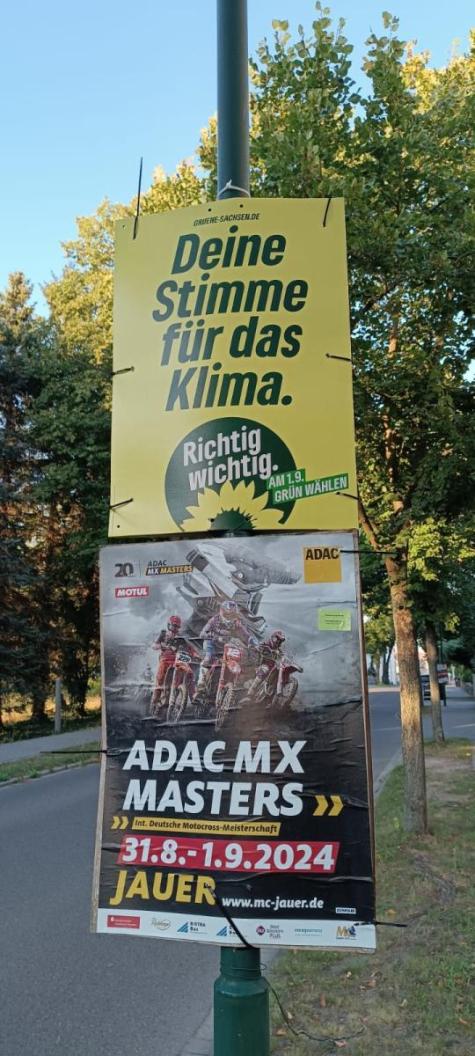 GRUENE-SACHSEN.DE
Deine
Stimme
für das
Klima.
Richtig
wichtig.
AM 1.9.
GRÜN WÄHLEN
20 ADAC
MX MASTERS
ADAC
MOTUL
ADAC MX
MASTERS
Int. Deutsche Motocross-Meisterschaft
31.8.-1.9.2024
JAUER www.mc-jauer.de